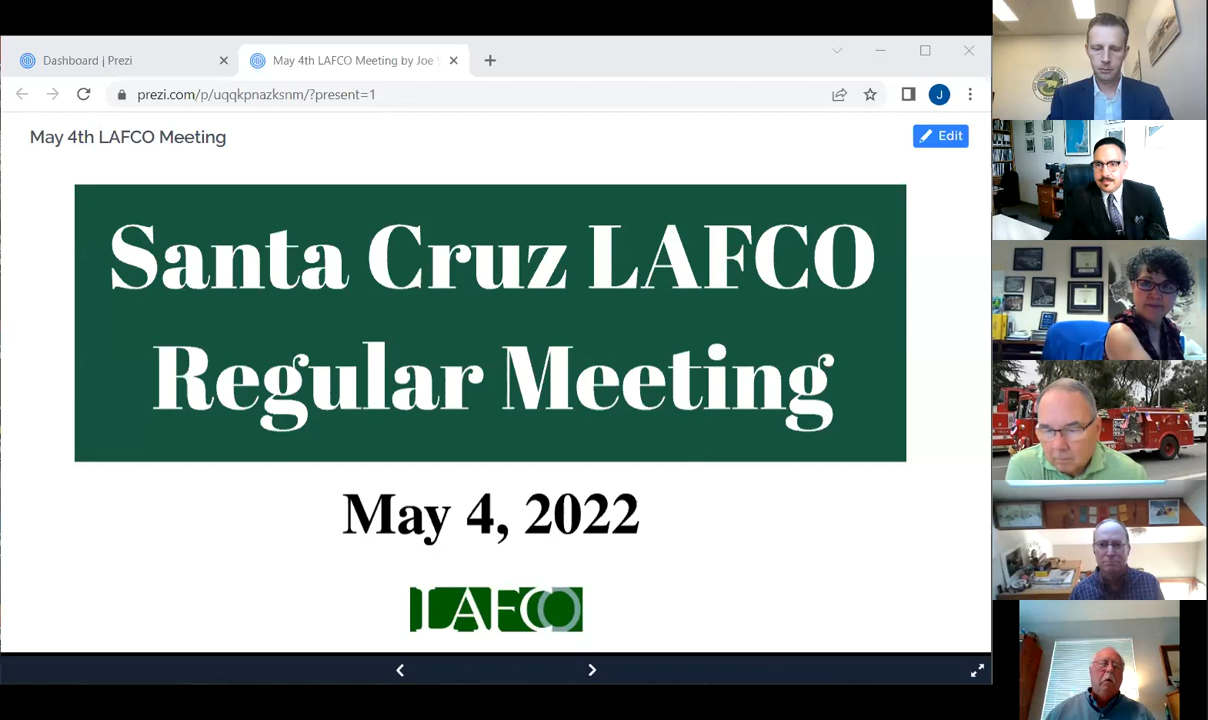 Dashboard | Prezi
May 4th LAFCO Meeting by Joe
prezi.com/p/uqqkpnazksnm/?present=1
J
May 4th LAFCO Meeting
Edit
Santa Cruz LAFCO
Regular Meeting
May 4, 2022
LAFCO